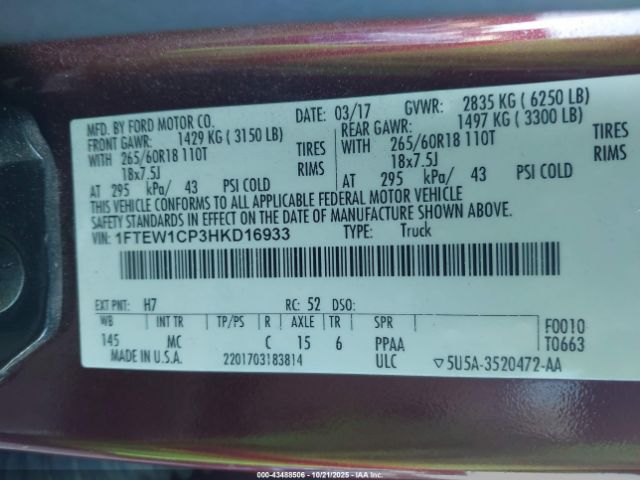 MFD. BY FORD MOTOR CO.
DATE: 03/17 GVWR: 2835 KG ( 6250 LB)
FRONT GAWR: 1429 KG ( 3150 LB) REAR GAWR: 1497 KG ( 3300 LB)
WITH 265/60R18 110T TIRES WITH 265/60R18 110T TIRES
18x7.5J RIMS 18x7.5J RIMS
AT 295 kPa/ 43 PSI COLD AT 295 kPa/ 43 PSI COLD
THIS VEHICLE CONFORMS TO ALL APPLICABLE FEDERAL MOTOR VEHICLE
SAFETY STANDARDS IN EFFECT ON THE DATE OF MANUFACTURE SHOWN ABOVE.
VIN: 1FTEW1CP3HKD16933 TYPE: Truck
EXT PNT: H7 RC: 52 DSO:
WB INT TR TP/PS R AXLE TR SPR F0010
145 MC C 15 6 PPAA T0663
MADE IN U.S.A. 2201703183814 ULC ▽5U5A-3520472-AA
000-43488506 - 10/21/2025 - IAA Inc.